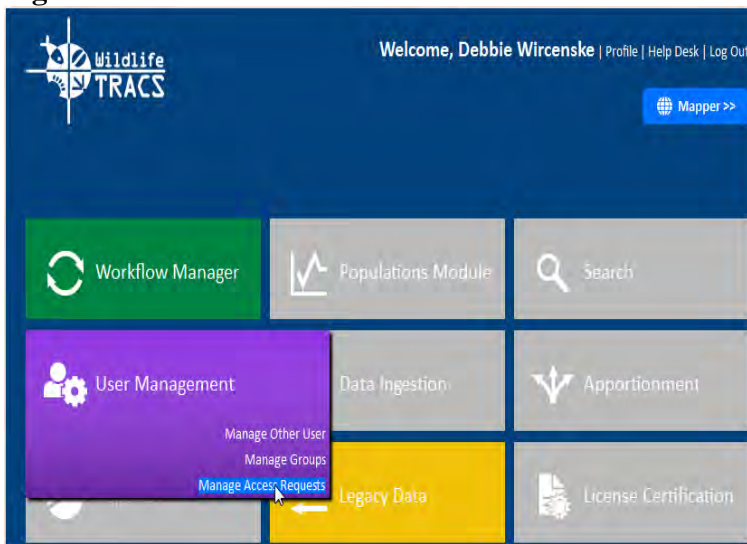 Wildlife
TRACS
Welcome, Debbie Wircenske | Profile | Help Desk | Log Out
Mapper >>
Workflow Manager
Populations Module
Search
User Management
Data Ingestion
Apportionment
Manage Other User
Manage Groups
Manage Access Requests
Legacy Data
License Certification